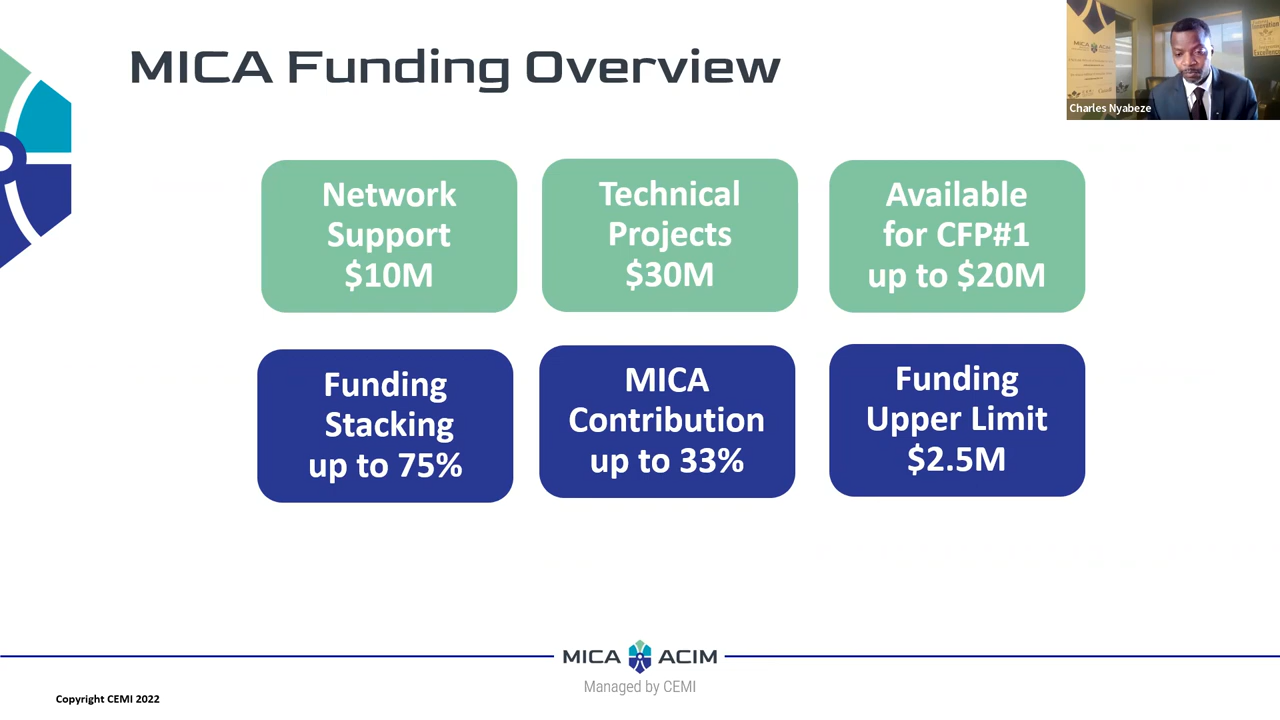 MICA Funding Overview
Charles Nyabeze
MICA ACIM
Network
Support
$10M
Technical
Projects
$30M
Available
for CFP#1
up to $20M
Funding
Stacking
up to 75%
MICA
Contribution
up to 33%
Funding
Upper Limit
$2.5M
MICA ACIM
Managed by CEMI
Copyright CEMI 2022